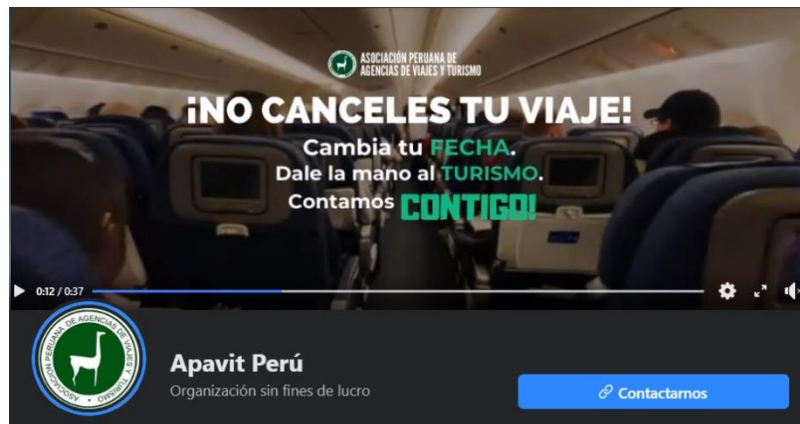 ASOCIACIÓN PERUANA DE
AGENCIAS DE VIAJES Y TURISMO
¡NO CANCELES TU VIAJE!
Cambia tu FECHA.
Dale la mano al TURISMO.
Contamos CONTIGO!
0:12 / 0:37
ASOCIACIÓN PERUANA DE AGENCIAS DE VIAJES Y TURISMO
Apavit Perú
Organización sin fines de lucro
Contactarnos